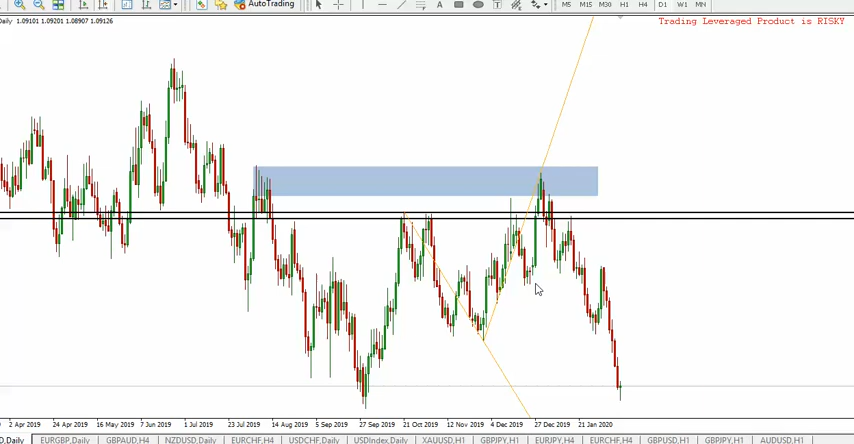 AutoTrading
M5 M15 M30 H1 H4 D1 W1 MN
Daily 1.09101 1.09201 1.08907 1.09126
Trading Leveraged Product is RISKY
2 Apr 2019 24 Apr 2019 16 May 2019 7 Jun 2019 1 Jul 2019 23 Jul 2019 14 Aug 2019 5 Sep 2019 27 Sep 2019 21 Oct 2019 12 Nov 2019 4 Dec 2019 27 Dec 2019 21 Jan 2020
D,Daily EURGBP,Daily GBPAUD,H4 NZDUSD,Daily EURCHF,H4 USDCHF,Daily USDIndex,Daily XAUUSD,H1 GBPJPY,H1 EURJPY,H4 EURCHF,H4 GBPUSD,H1 GBPJPY,H1 AUDUSD,H1